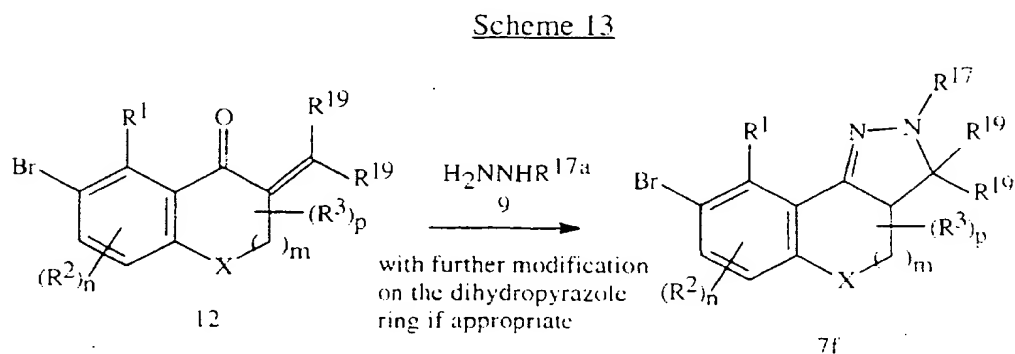 Scheme 13
R¹
O
R¹⁹
Br
R¹⁹
(R³)p
( )m
X
(R²)n
12
H₂NNHR¹⁷ᵃ
9
with further modification
on the dihydropyrazole
ring if appropriate
R¹⁷
N
N
R¹
R¹⁹
Br
R¹⁹
(R³)p
( )m
X
(R²)n
7f